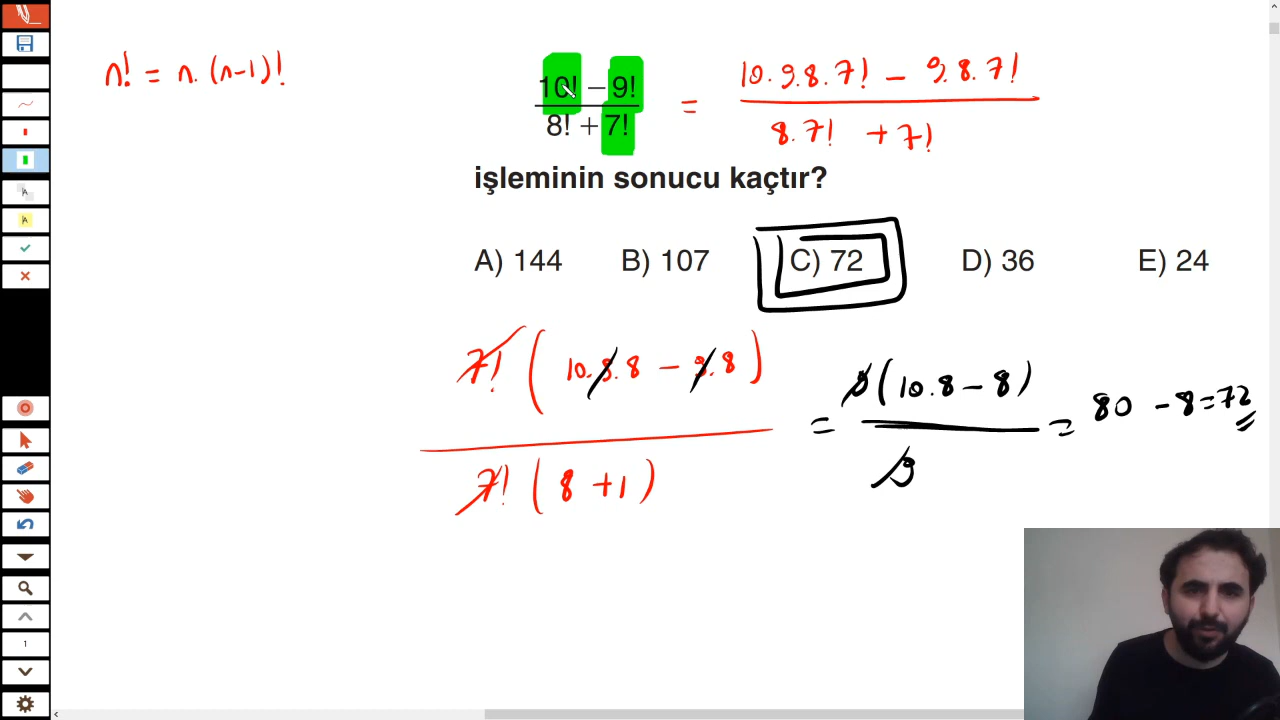 n! = n. (n-1)!
10! − 9!
8! + 7!
= 10.9.8.7! − 9.8.7!
8.7! + 7!
işleminin sonucu kaçtır?
A) 144 B) 107 C) 72 D) 36 E) 24
7! ( 10.9.8 − 9.8 )
7! ( 8 + 1 )
= 9 ( 10.8 − 8 )
9
= 80 − 8 = 72
1